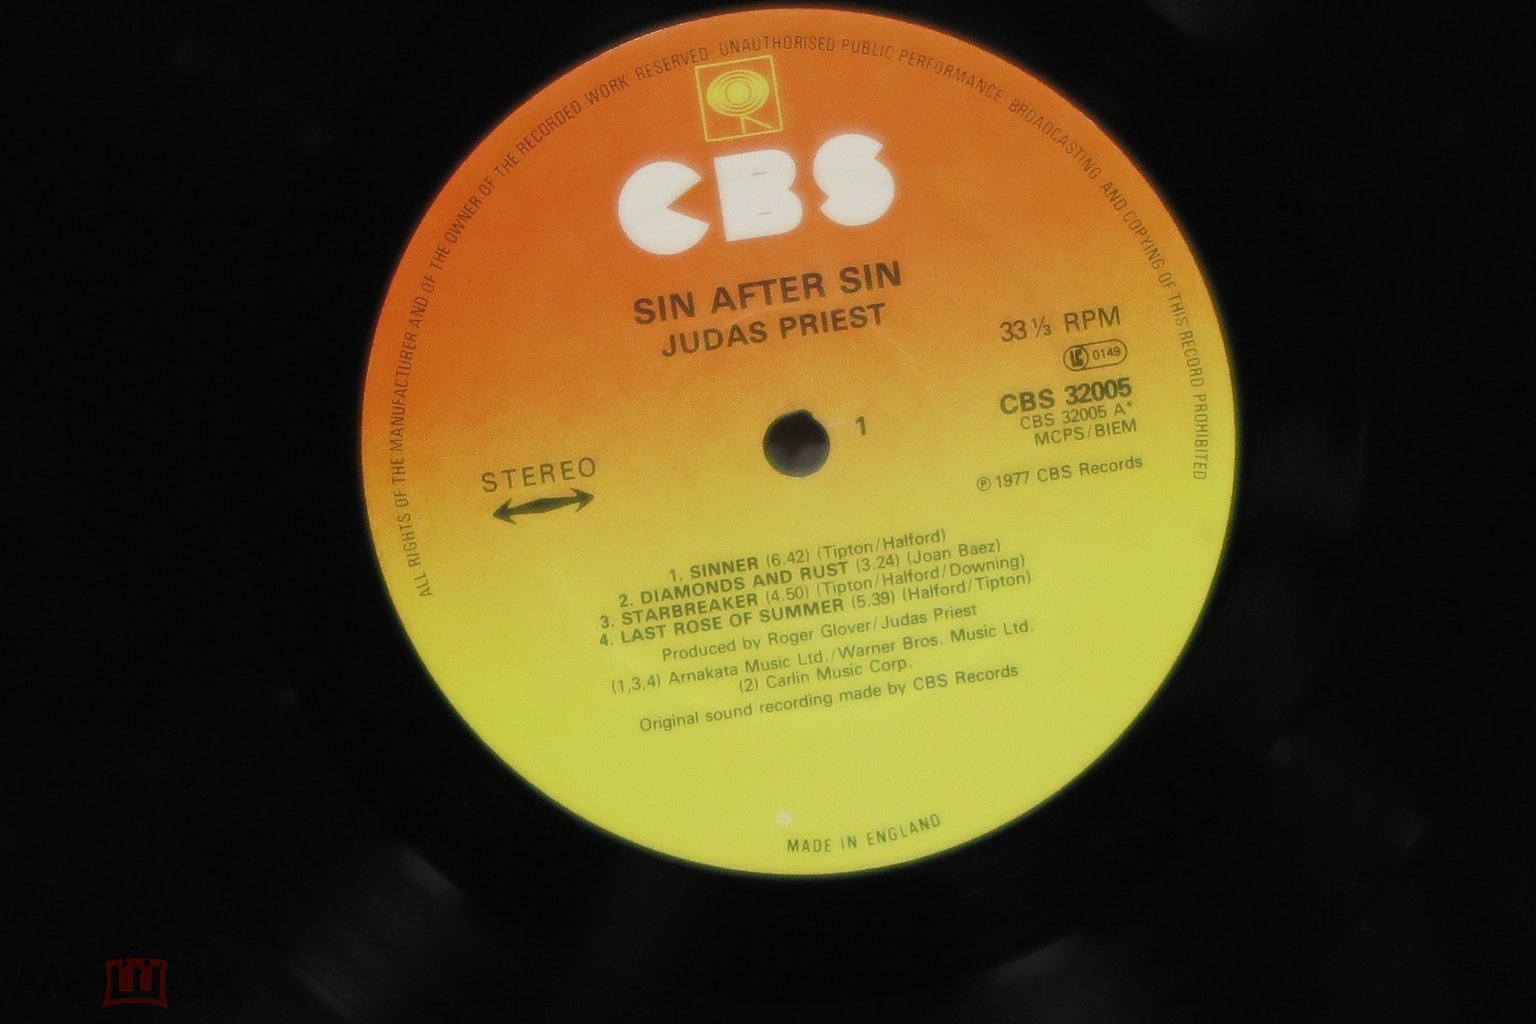 ALL RIGHTS OF THE MANUFACTURER AND OF THE OWNER OF THE RECORDED WORK RESERVED UNAUTHORISED PUBLIC PERFORMANCE BROADCASTING AND COPYING OF THIS RECORD PROHIBITED
CBS
SIN AFTER SIN
JUDAS PRIEST
33 ⅓ RPM
LC 0149
CBS 32005
CBS 32005 A*
MCPS/BIEM
1
STEREO
℗ 1977 CBS Records
1. SINNER (6.42) (Tipton/Halford)
2. DIAMONDS AND RUST (3.24) (Joan Baez)
3. STARBREAKER (4.50) (Tipton/Halford/Downing)
4. LAST ROSE OF SUMMER (5.39) (Halford/Tipton)
Produced by Roger Glover/Judas Priest
(1,3,4) Arnakata Music Ltd./Warner Bros. Music Ltd.
(2) Carlin Music Corp.
Original sound recording made by CBS Records
MADE IN ENGLAND
мешок